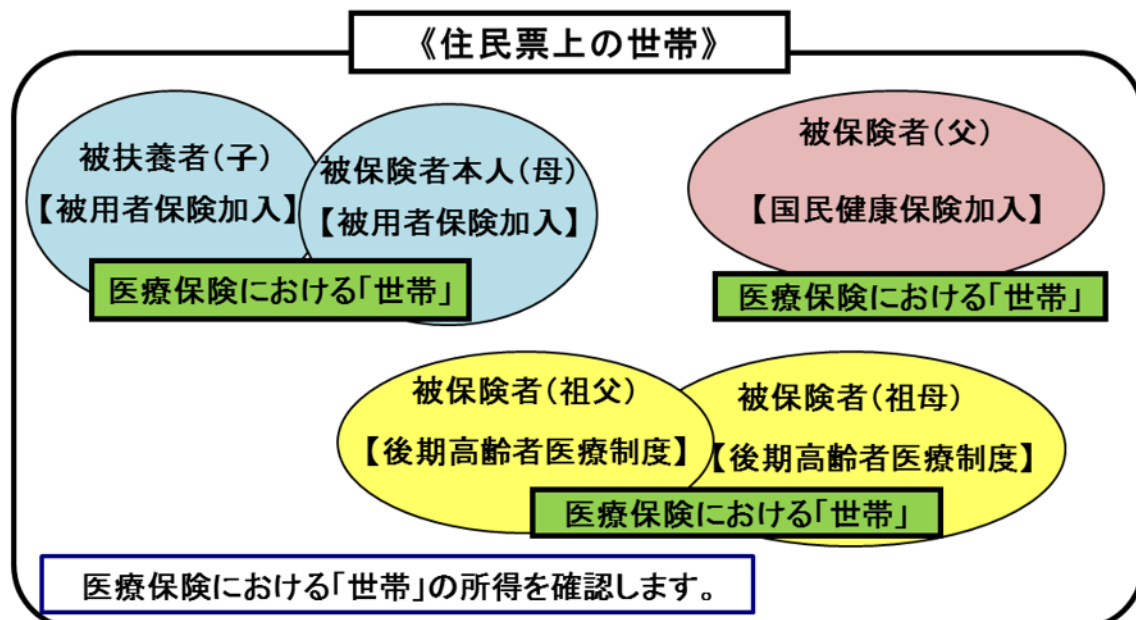 《住民票上の世帯》
被扶養者(子)
【被用者保険加入】
被保険者本人(母)
【被用者保険加入】
医療保険における「世帯」
被保険者(父)
【国民健康保険加入】
医療保険における「世帯」
被保険者(祖父)
【後期高齢者医療制度】
被保険者(祖母)
【後期高齢者医療制度】
医療保険における「世帯」
医療保険における「世帯」の所得を確認します。